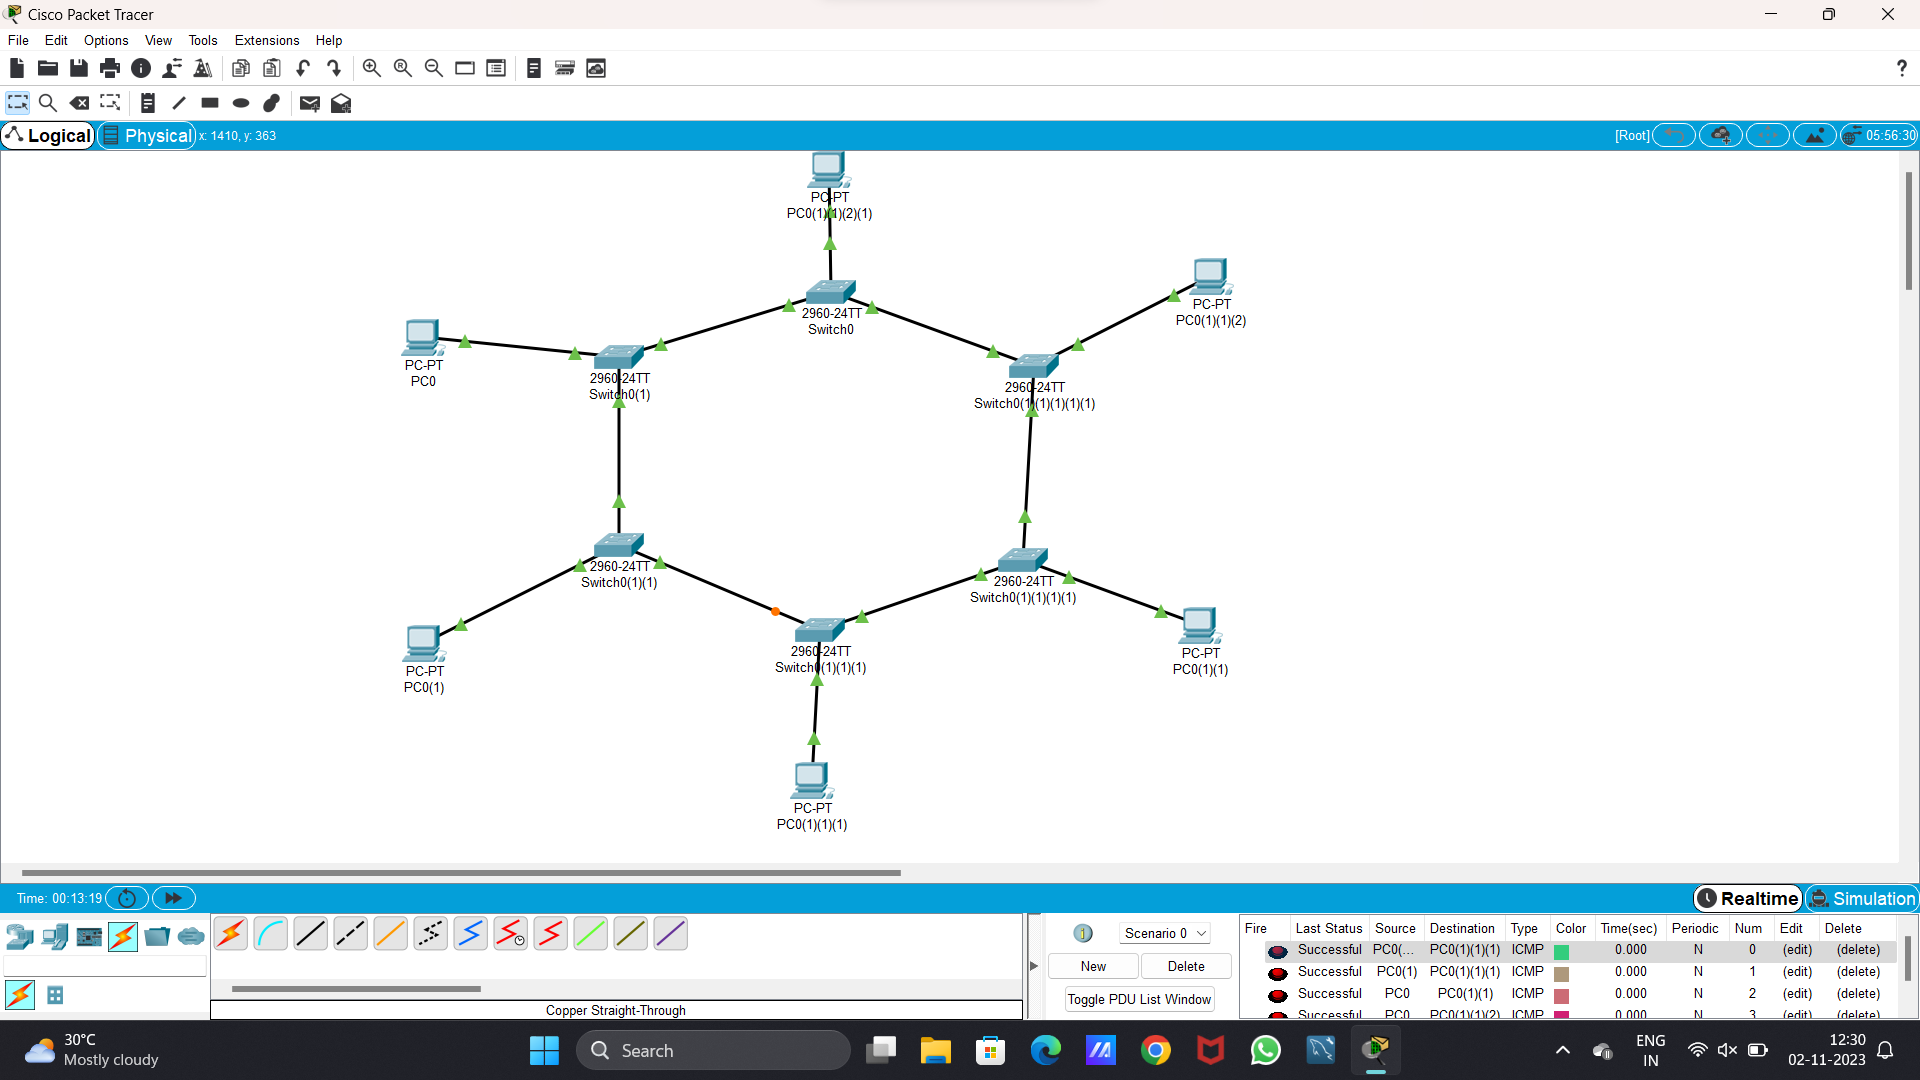 Cisco Packet Tracer
File Edit Options View Tools Extensions Help
?
Logical Physical x: 1410, y: 363 [Root] 05:56:30
PC-PT
PC0(1)(1)(2)(1)
2960-24TT
Switch0
PC-PT
PC0(1)(1)(2)
PC-PT
PC0
2960-24TT
Switch0(1)
2960-24TT
Switch0(1)(1)(1)(1)(1)
2960-24TT
Switch0(1)(1)
2960-24TT
Switch0(1)(1)(1)(1)
PC-PT
PC0(1)
2960-24TT
Switch0(1)(1)(1)
PC-PT
PC0(1)(1)
PC-PT
PC0(1)(1)(1)
Time: 00:13:19 Realtime Simulation
Copper Straight-Through
1 Scenario 0
New Delete
Toggle PDU List Window
Fire Last Status Source Destination Type Color Time(sec) Periodic Num Edit Delete
Successful PC0(... PC0(1)(1)(1) ICMP 0.000 N 0 (edit) (delete)
Successful PC0(1) PC0(1)(1)(1) ICMP 0.000 N 1 (edit) (delete)
Successful PC0 PC0(1)(1) ICMP 0.000 N 2 (edit) (delete)
Successful PC0 PC0(1)(1)(2) ICMP 0.000 N 3 (edit) (delete)
30°C
Mostly cloudy
Search
ENG
IN
12:30
02-11-2023